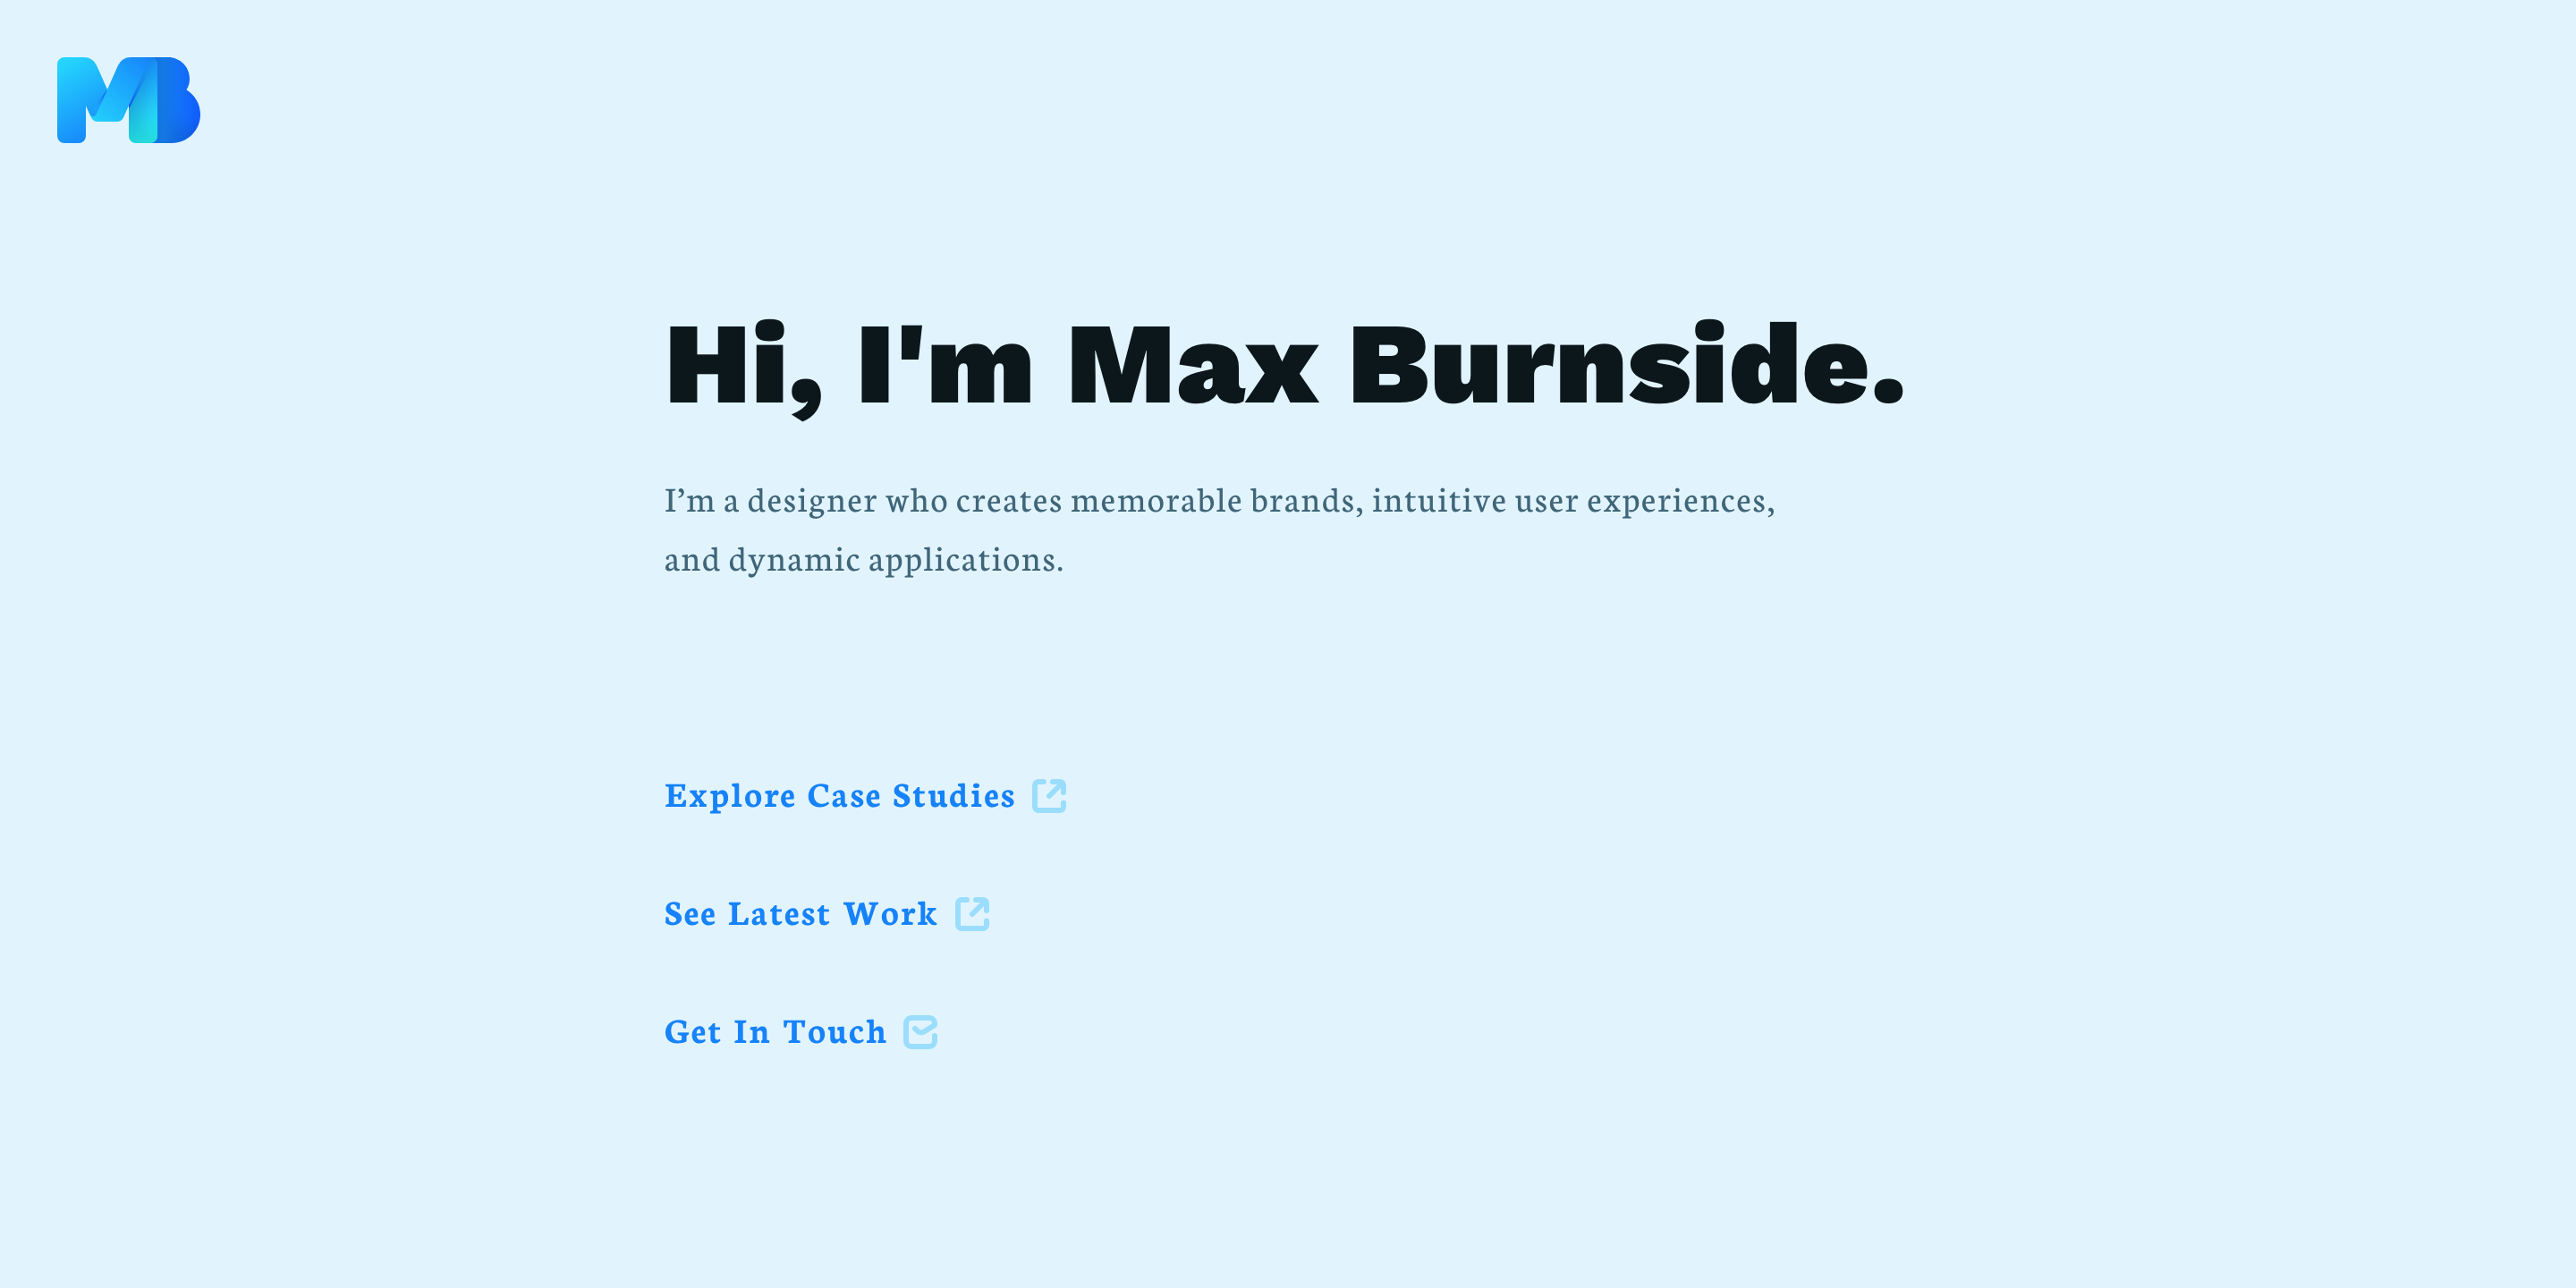 MB
Hi, I'm Max Burnside.
I’m a designer who creates memorable brands, intuitive user experiences,
and dynamic applications.
Explore Case Studies
See Latest Work
Get In Touch